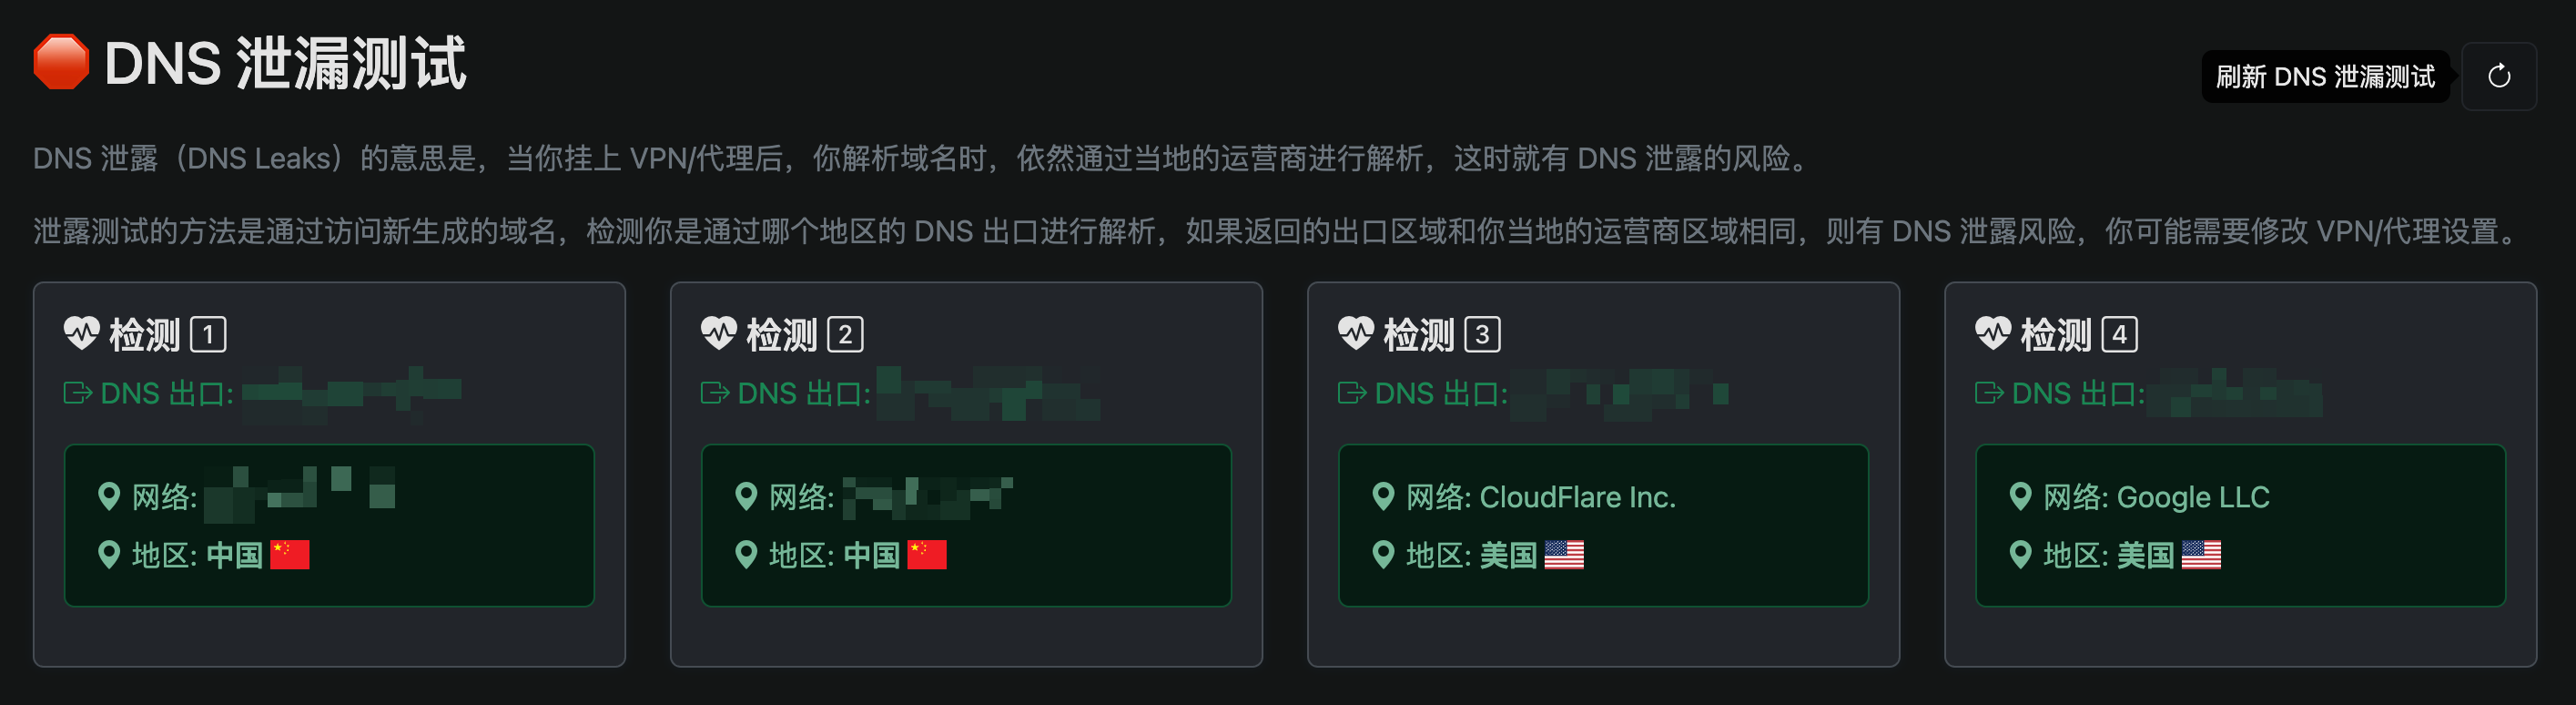 DNS 泄漏测试
刷新 DNS 泄漏测试
DNS 泄露（DNS Leaks）的意思是，当你挂上 VPN/代理后，你解析域名时，依然通过当地的运营商进行解析，这时就有 DNS 泄露的风险。
泄露测试的方法是通过访问新生成的域名，检测你是通过哪个地区的 DNS 出口进行解析，如果返回的出口区域和你当地的运营商区域相同，则有 DNS 泄露风险，你可能需要修改 VPN/代理设置。
检测 1
DNS 出口:
网络:
地区: 中国
检测 2
DNS 出口:
网络:
地区: 中国
检测 3
DNS 出口:
网络: CloudFlare Inc.
地区: 美国
检测 4
DNS 出口:
网络: Google LLC
地区: 美国